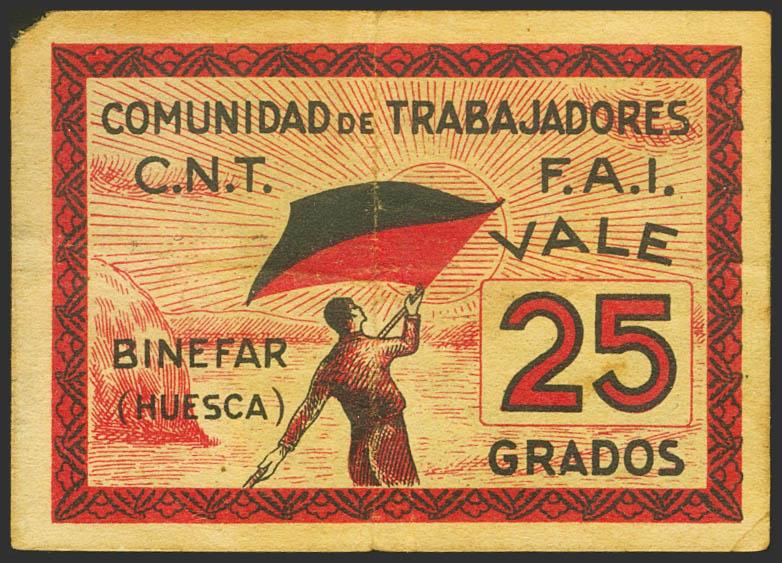 COMUNIDAD DE TRABAJADORES
C.N.T. F.A.I.
VALE
25
GRADOS
BINEFAR
(HUESCA)